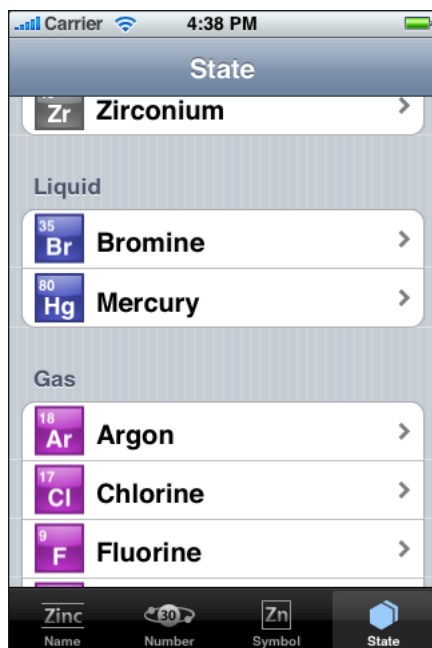 Carrier 4:38 PM
State
Zr Zirconium
Liquid
35
Br Bromine
80
Hg Mercury
Gas
18
Ar Argon
17
Cl Chlorine
9
F Fluorine
Zinc 30 Zn
Name Number Symbol State